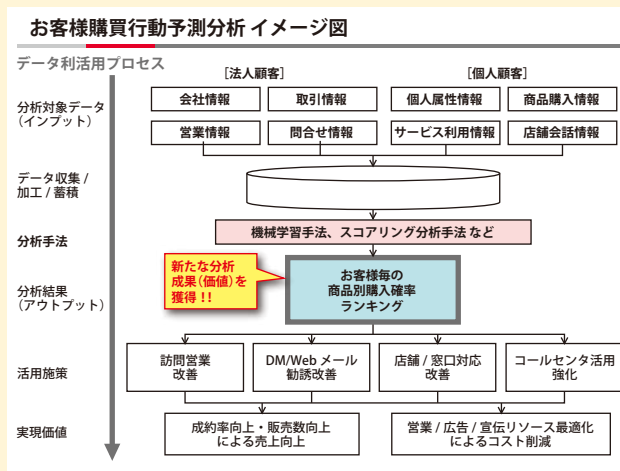 お客様購買行動予測分析 イメージ図
データ利活用プロセス
［法人顧客］
［個人顧客］
分析対象データ
（インプット）
会社情報
取引情報
個人属性情報
商品購入情報
営業情報
問合せ情報
サービス利用情報
店舗会話情報
データ収集 /
加工 / 蓄積
分析手法
機械学習手法、スコアリング分析手法 など
新たな分析
成果（価値）を
獲得 !!
分析結果
（アウトプット）
お客様毎の
商品別購入確率
ランキング
活用施策
訪問営業
改善
DM/Web メール
勧誘改善
店舗 / 窓口対応
改善
コールセンタ活用
強化
実現価値
成約率向上・販売数向上
による売上向上
営業 / 広告 / 宣伝リソース最適化
によるコスト削減